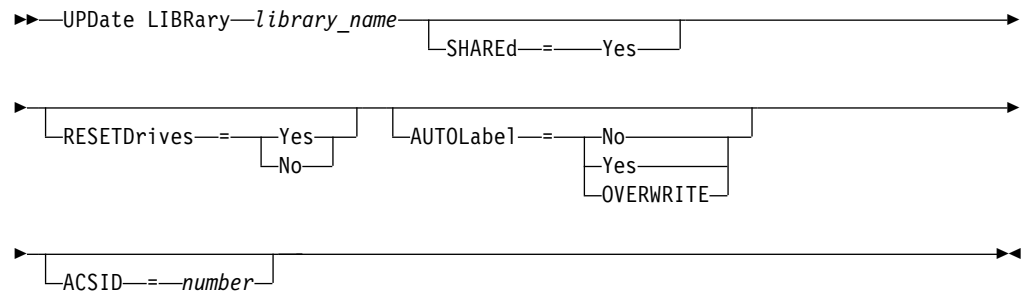 UPDate LIBRary library_name
SHAREd = Yes
RESETDrives = Yes
No
AUTOLabel = No
Yes
OVERWRITE
ACSID = number